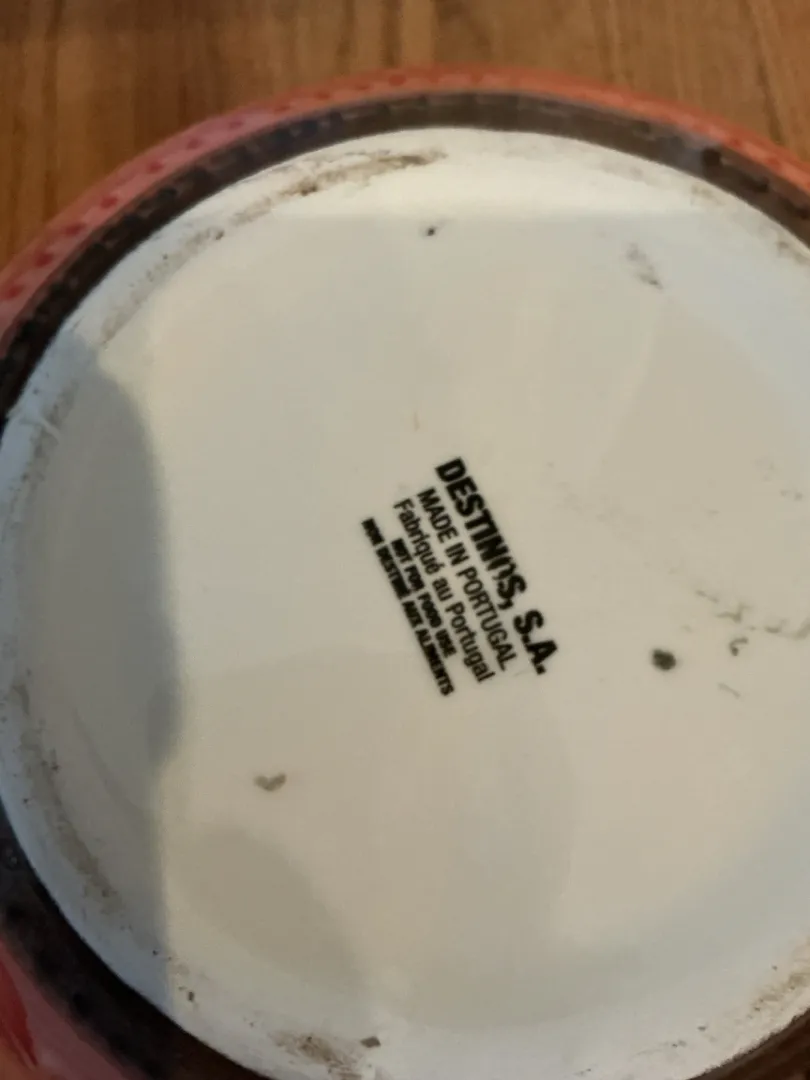 DESTINOS, S.A.
MADE IN PORTUGAL
Fabriqué au Portugal
NOT FOR FOOD USE
NON DESTINÉ AUX ALIMENTS